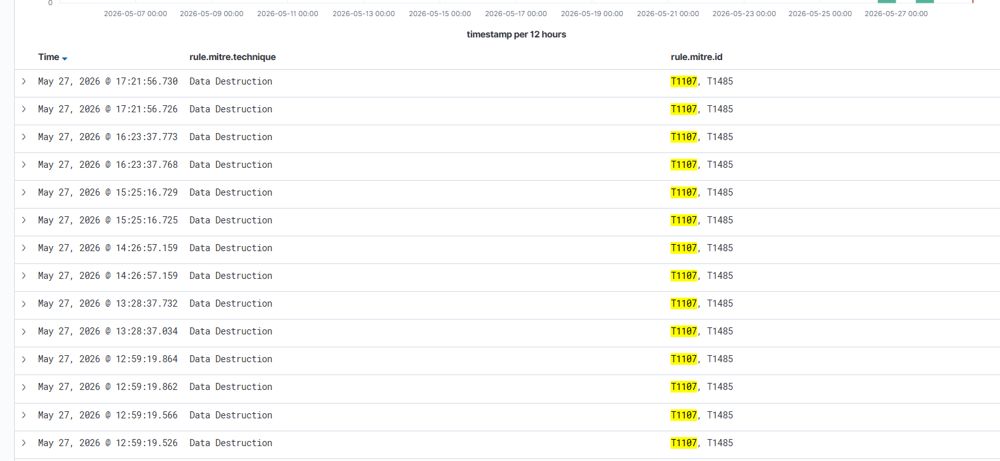 0
2026-05-07 00:00 2026-05-09 00:00 2026-05-11 00:00 2026-05-13 00:00 2026-05-15 00:00 2026-05-17 00:00 2026-05-19 00:00 2026-05-21 00:00 2026-05-23 00:00 2026-05-25 00:00 2026-05-27 00:00
timestamp per 12 hours
Time rule.mitre.technique rule.mitre.id
May 27, 2026 @ 17:21:56.730 Data Destruction T1107, T1485
May 27, 2026 @ 17:21:56.726 Data Destruction T1107, T1485
May 27, 2026 @ 16:23:37.773 Data Destruction T1107, T1485
May 27, 2026 @ 16:23:37.768 Data Destruction T1107, T1485
May 27, 2026 @ 15:25:16.729 Data Destruction T1107, T1485
May 27, 2026 @ 15:25:16.725 Data Destruction T1107, T1485
May 27, 2026 @ 14:26:57.159 Data Destruction T1107, T1485
May 27, 2026 @ 14:26:57.159 Data Destruction T1107, T1485
May 27, 2026 @ 13:28:37.732 Data Destruction T1107, T1485
May 27, 2026 @ 13:28:37.034 Data Destruction T1107, T1485
May 27, 2026 @ 12:59:19.864 Data Destruction T1107, T1485
May 27, 2026 @ 12:59:19.862 Data Destruction T1107, T1485
May 27, 2026 @ 12:59:19.566 Data Destruction T1107, T1485
May 27, 2026 @ 12:59:19.526 Data Destruction T1107, T1485